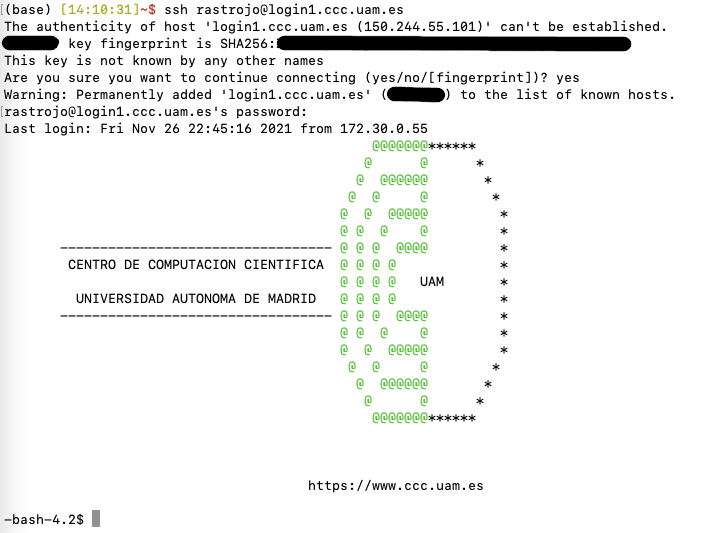 (base) [14:10:31]~$ ssh rastrojo@login1.ccc.uam.es
The authenticity of host 'login1.ccc.uam.es (150.244.55.101)' can't be established.
key fingerprint is SHA256:
This key is not known by any other names
Are you sure you want to continue connecting (yes/no/[fingerprint])? yes
Warning: Permanently added 'login1.ccc.uam.es' ( ) to the list of known hosts.
rastrojo@login1.ccc.uam.es's password:
Last login: Fri Nov 26 22:45:16 2021 from 172.30.0.55
@@@@@@@******
@ @ *
@ @@@@@@ *
@ @ @ *
@ @ @@@@@ *
@ @ @ @ *
---------------------------------- @ @ @ @@@@ *
CENTRO DE COMPUTACION CIENTIFICA @ @ @ @ *
@ @ @ @ UAM *
UNIVERSIDAD AUTONOMA DE MADRID @ @ @ @ *
---------------------------------- @ @ @ @@@@ *
@ @ @ @ *
@ @ @@@@@ *
@ @ @ *
@ @@@@@@ *
@ @ *
@@@@@@@******
https://www.ccc.uam.es
-bash-4.2$